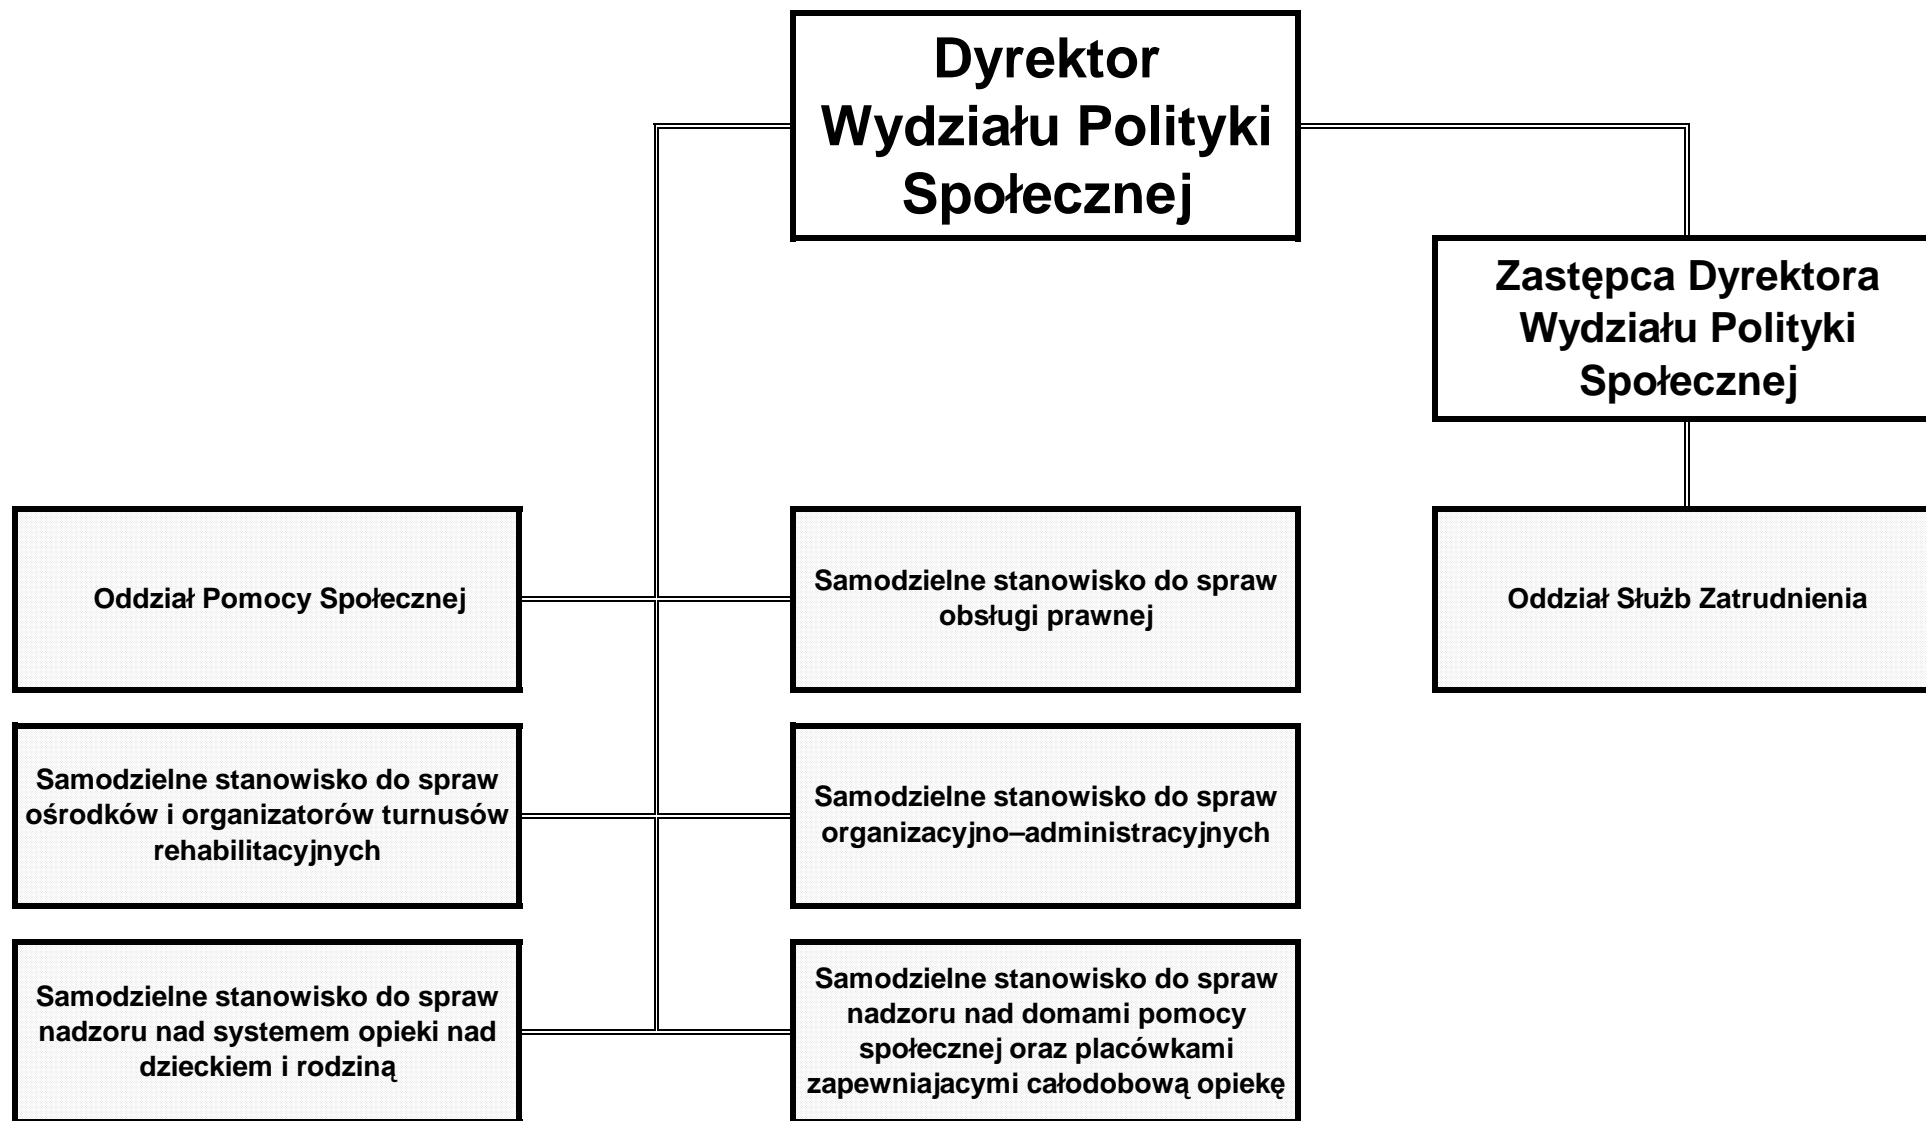 Dyrektor
Wydziału Polityki
Społecznej
Zastępca Dyrektora
Wydziału Polityki
Społecznej
Oddział Pomocy Społecznej
Samodzielne stanowisko do spraw
obsługi prawnej
Oddział Służb Zatrudnienia
Samodzielne stanowisko do spraw
ośrodków i organizatorów turnusów
rehabilitacyjnych
Samodzielne stanowisko do spraw
organizacyjno–administracyjnych
Samodzielne stanowisko do spraw
nadzoru nad systemem opieki nad
dzieckiem i rodziną
Samodzielne stanowisko do spraw
nadzoru nad domami pomocy
społecznej oraz placówkami
zapewniajacymi całodobową opiekę